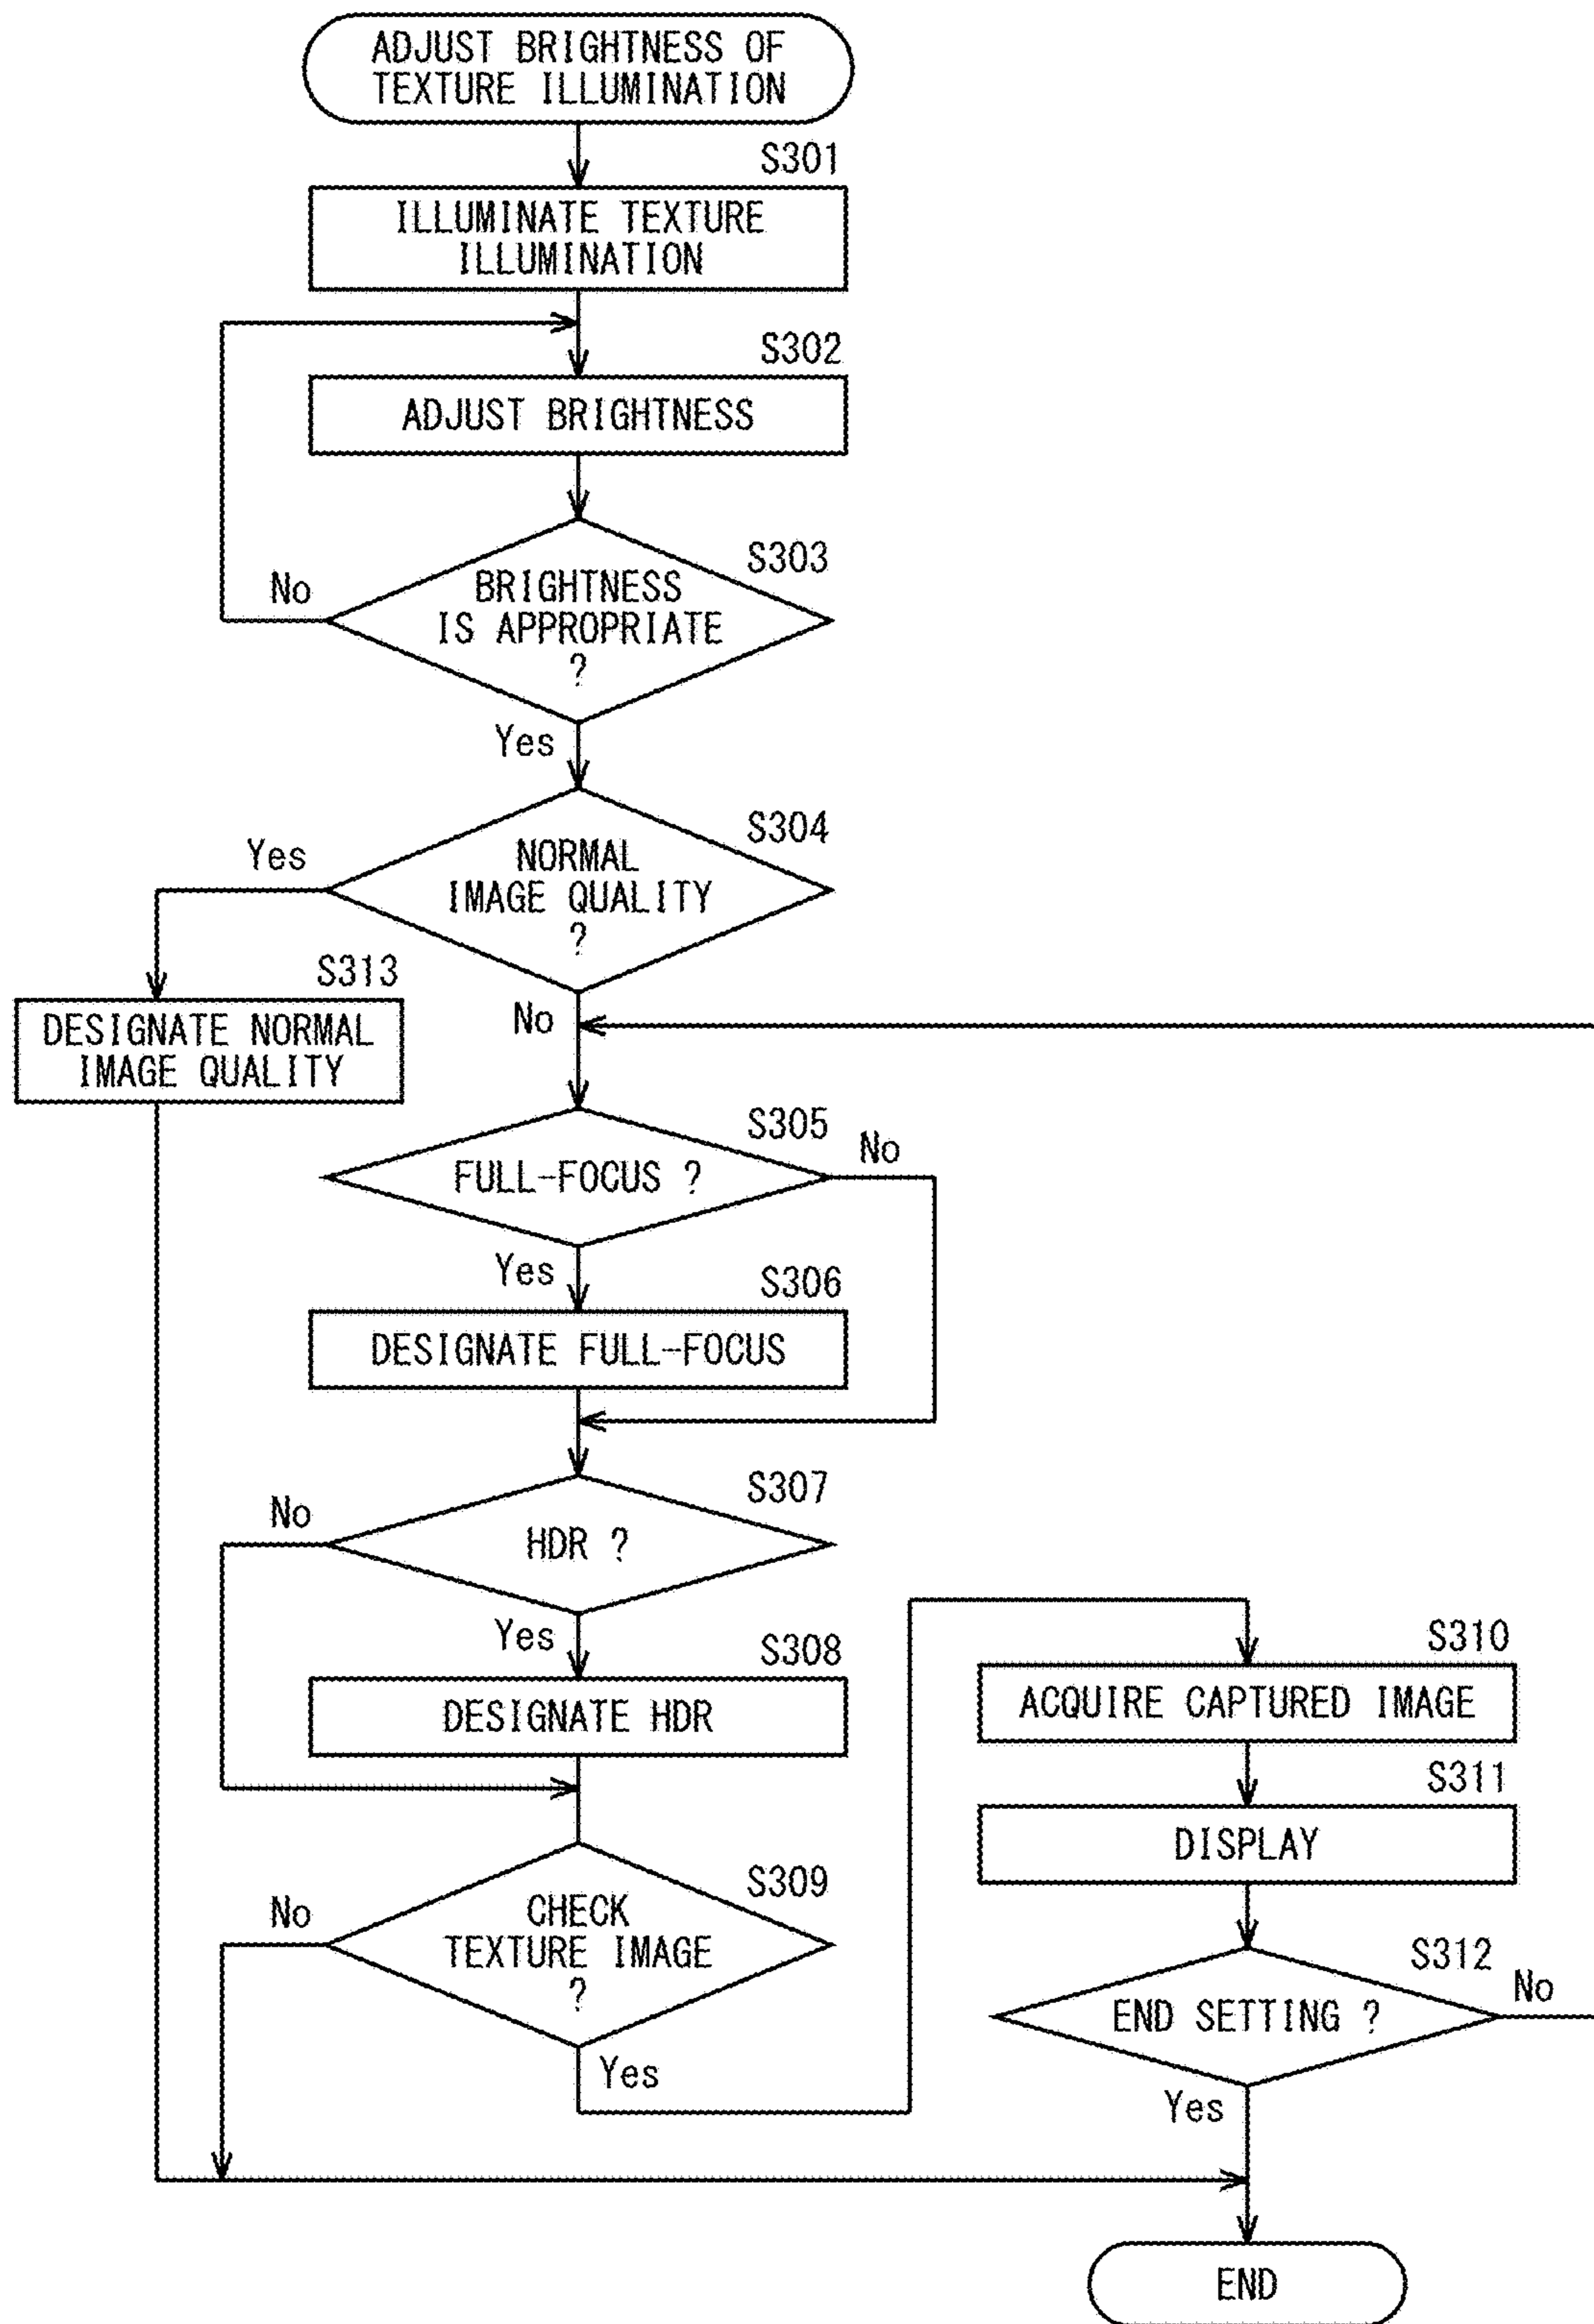 ADJUST BRIGHTNESS OF
TEXTURE ILLUMINATION
S301
ILLUMINATE TEXTURE
ILLUMINATION
S302
ADJUST BRIGHTNESS
S303
No
BRIGHTNESS
IS APPROPRIATE
?
Yes
S304
Yes
NORMAL
IMAGE QUALITY
?
S313
No
DESIGNATE NORMAL
IMAGE QUALITY
S305
No
FULL-FOCUS ?
Yes
S306
DESIGNATE FULL-FOCUS
S307
No
HDR ?
Yes
S308
DESIGNATE HDR
S309
No
CHECK
TEXTURE IMAGE
?
Yes
S310
ACQUIRE CAPTURED IMAGE
S311
DISPLAY
S312
No
END SETTING ?
Yes
END